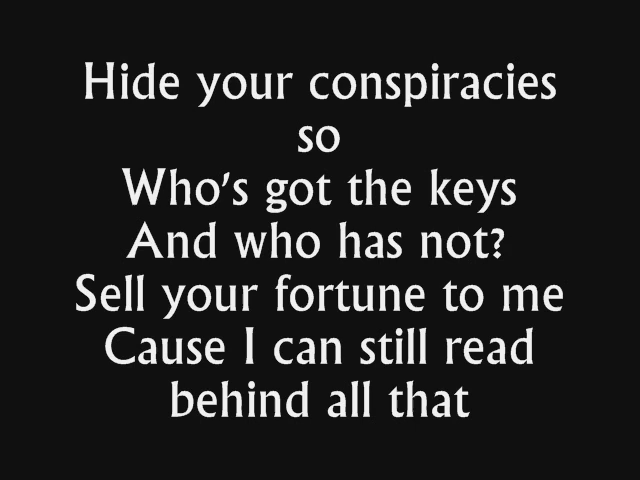 Hide your conspiracies
so
Who's got the keys
And who has not?
Sell your fortune to me
Cause I can still read
behind all that